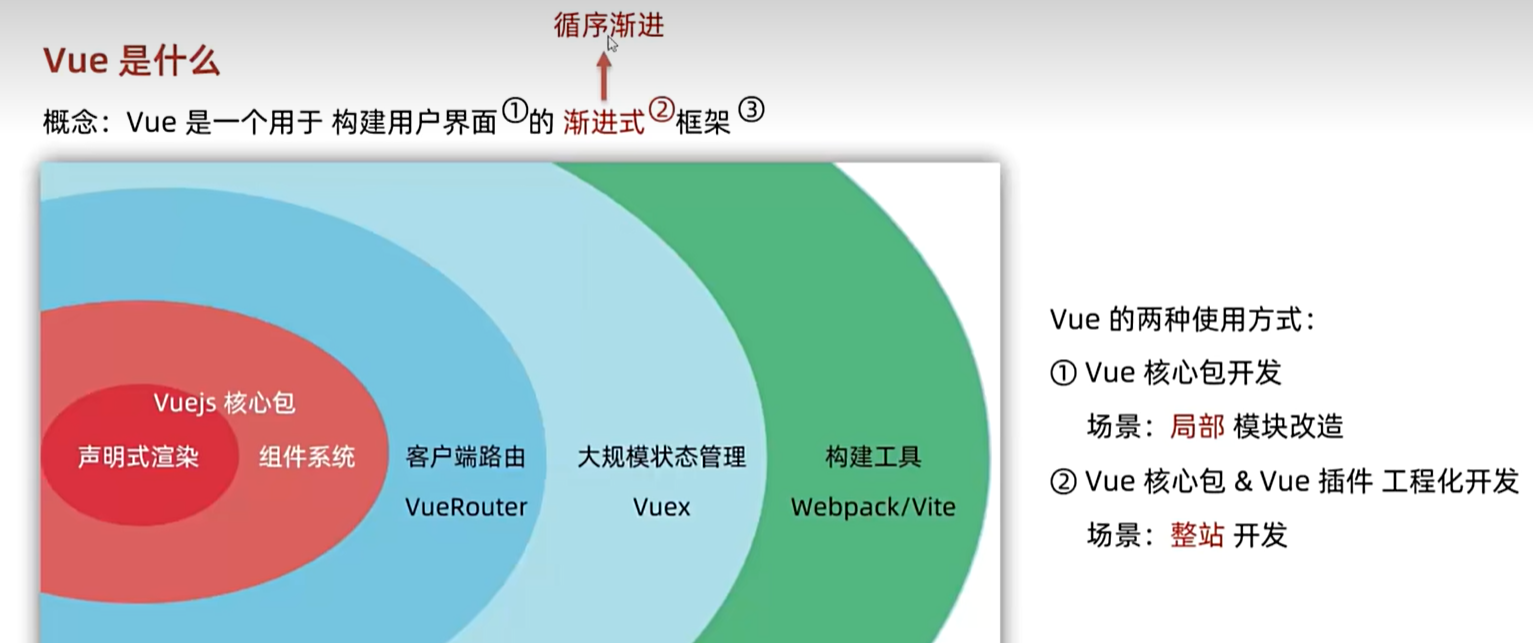 循序渐进
Vue 是什么
概念：Vue 是一个用于 构建用户界面①的 渐进式②框架③
Vuejs 核心包
声明式渲染
组件系统
客户端路由
VueRouter
大规模状态管理
Vuex
构建工具
Webpack/Vite
Vue 的两种使用方式：
① Vue 核心包开发
场景：局部 模块改造
② Vue 核心包 & Vue 插件 工程化开发
场景：整站 开发